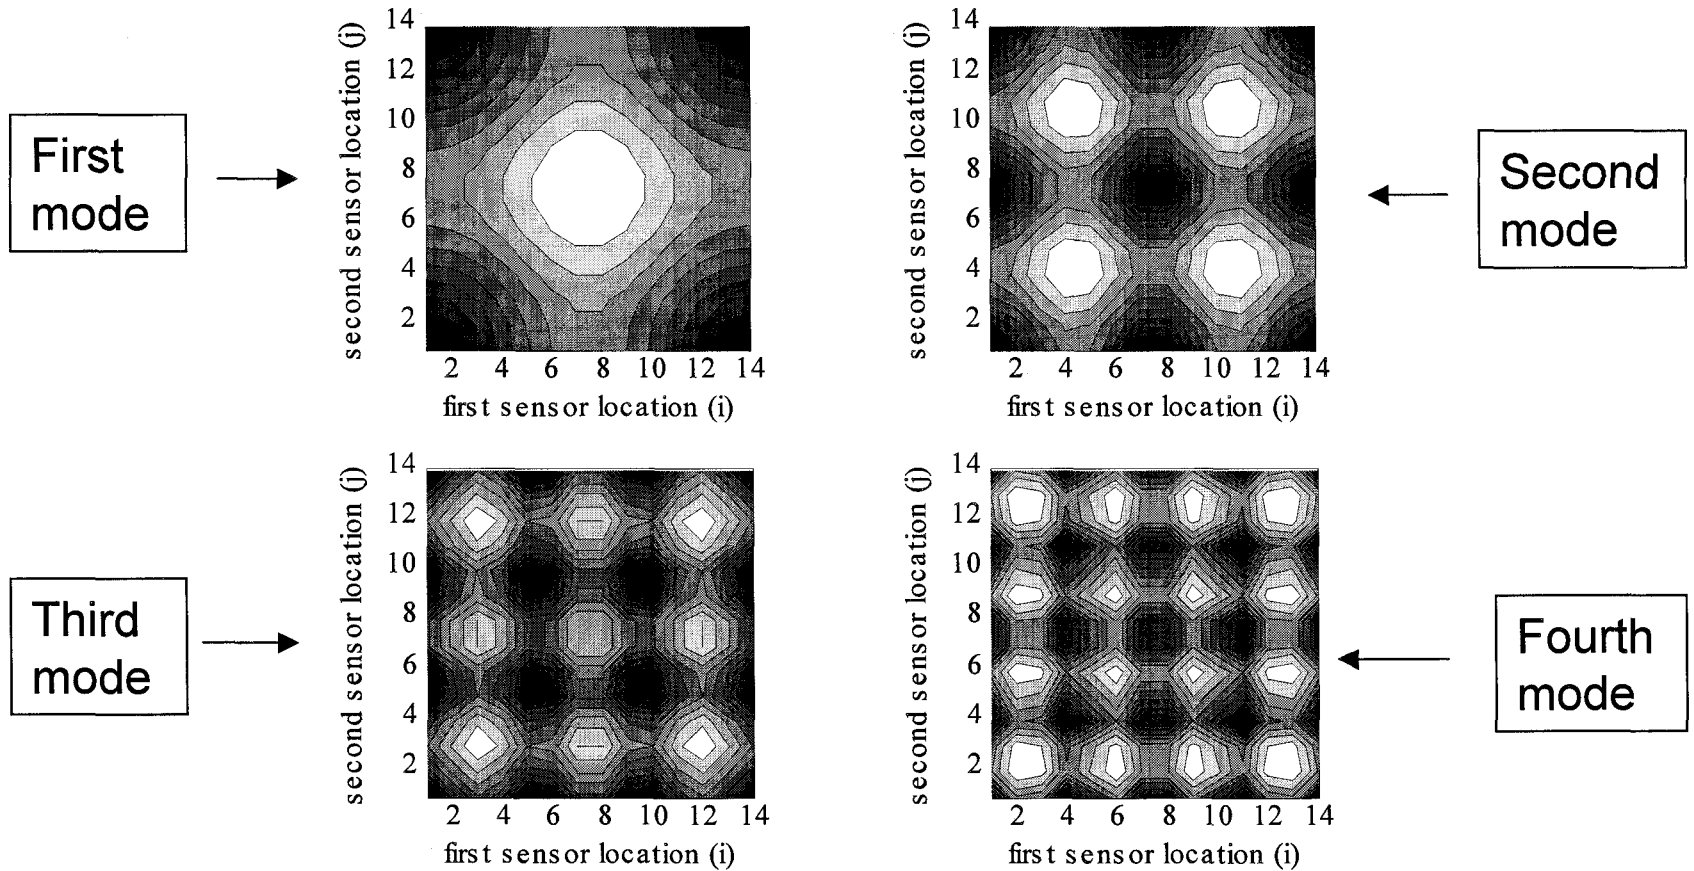 First
mode
second sensor location (j)
14
12
10
8
6
4
2
2 4 6 8 10 12 14
first sensor location (i)
second sensor location (j)
14
12
10
8
6
4
2
2 4 6 8 10 12 14
first sensor location (i)
Second
mode
Third
mode
second sensor location (j)
14
12
10
8
6
4
2
2 4 6 8 10 12 14
first sensor location (i)
second sensor location (j)
14
12
10
8
6
4
2
2 4 6 8 10 12 14
first sensor location (i)
Fourth
mode